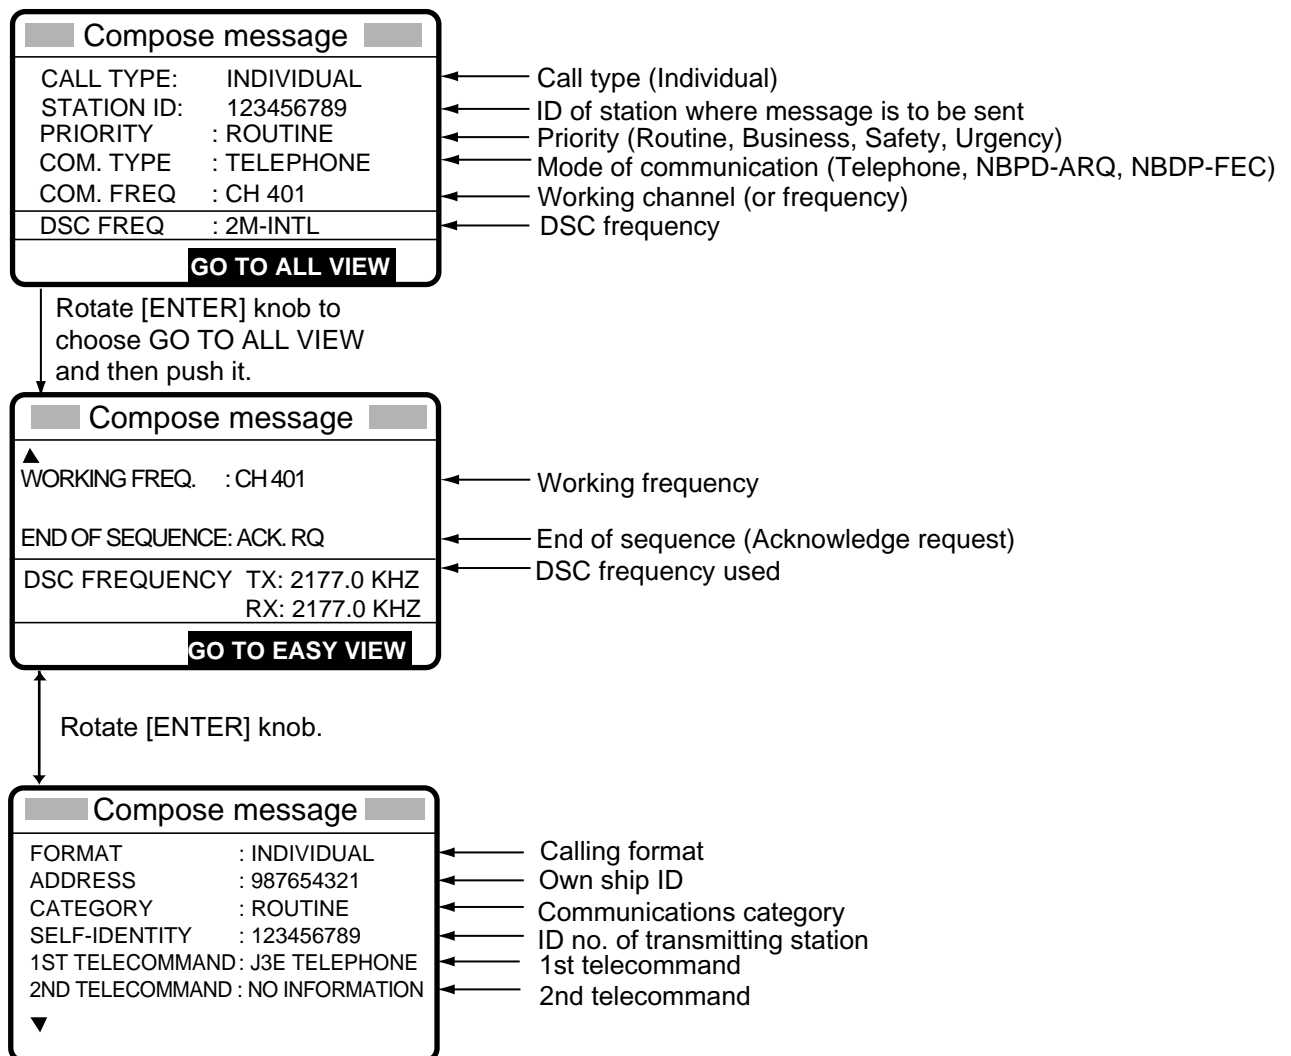 Compose message
CALL TYPE: INDIVIDUAL
Call type (Individual)
STATION ID: 123456789
ID of station where message is to be sent
PRIORITY : ROUTINE
Priority (Routine, Business, Safety, Urgency)
COM. TYPE : TELEPHONE
Mode of communication (Telephone, NBPD-ARQ, NBDP-FEC)
COM. FREQ : CH 401
Working channel (or frequency)
DSC FREQ : 2M-INTL
DSC frequency
GO TO ALL VIEW
Rotate [ENTER] knob to
choose GO TO ALL VIEW
and then push it.
Compose message
WORKING FREQ. : CH 401
Working frequency
END OF SEQUENCE: ACK. RQ
End of sequence (Acknowledge request)
DSC FREQUENCY TX: 2177.0 KHZ
DSC frequency used
RX: 2177.0 KHZ
GO TO EASY VIEW
Rotate [ENTER] knob.
Compose message
FORMAT : INDIVIDUAL
Calling format
ADDRESS : 987654321
Own ship ID
CATEGORY : ROUTINE
Communications category
SELF-IDENTITY : 123456789
ID no. of transmitting station
1ST TELECOMMAND : J3E TELEPHONE
1st telecommand
2ND TELECOMMAND : NO INFORMATION
2nd telecommand